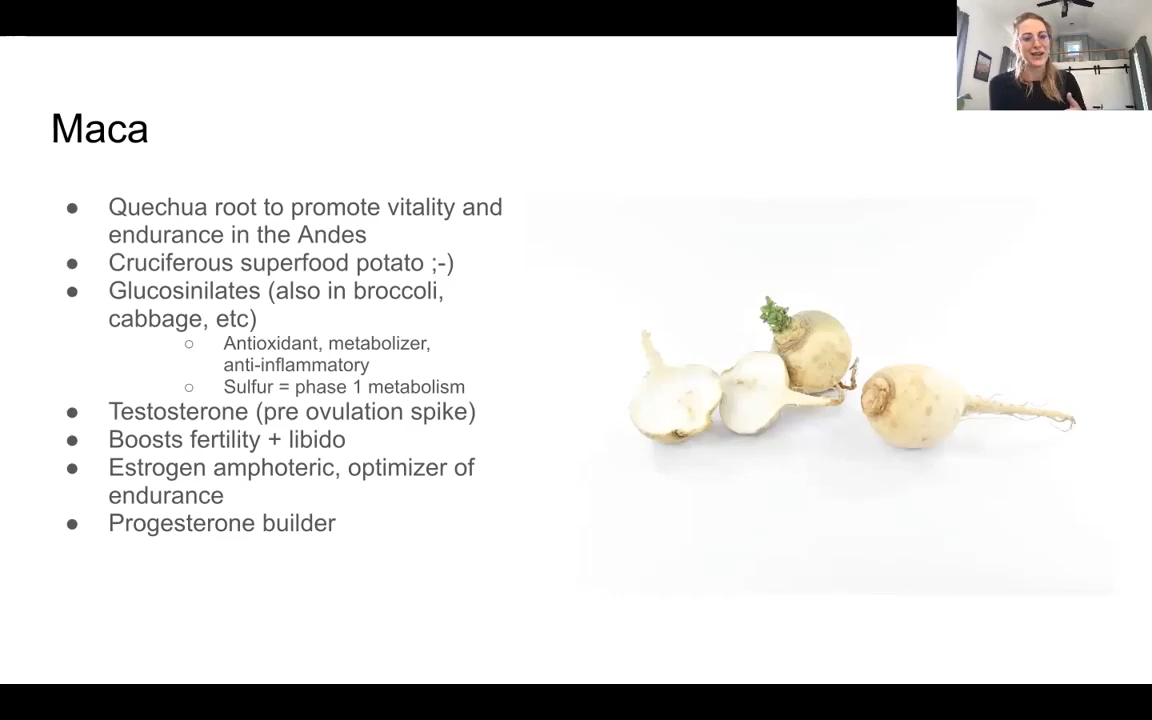 Maca
● Quechua root to promote vitality and
endurance in the Andes
● Cruciferous superfood potato ;-)
● Glucosinilates (also in broccoli,
cabbage, etc)
○ Antioxidant, metabolizer,
anti-inflammatory
○ Sulfur = phase 1 metabolism
● Testosterone (pre ovulation spike)
● Boosts fertility + libido
● Estrogen amphoteric, optimizer of
endurance
● Progesterone builder